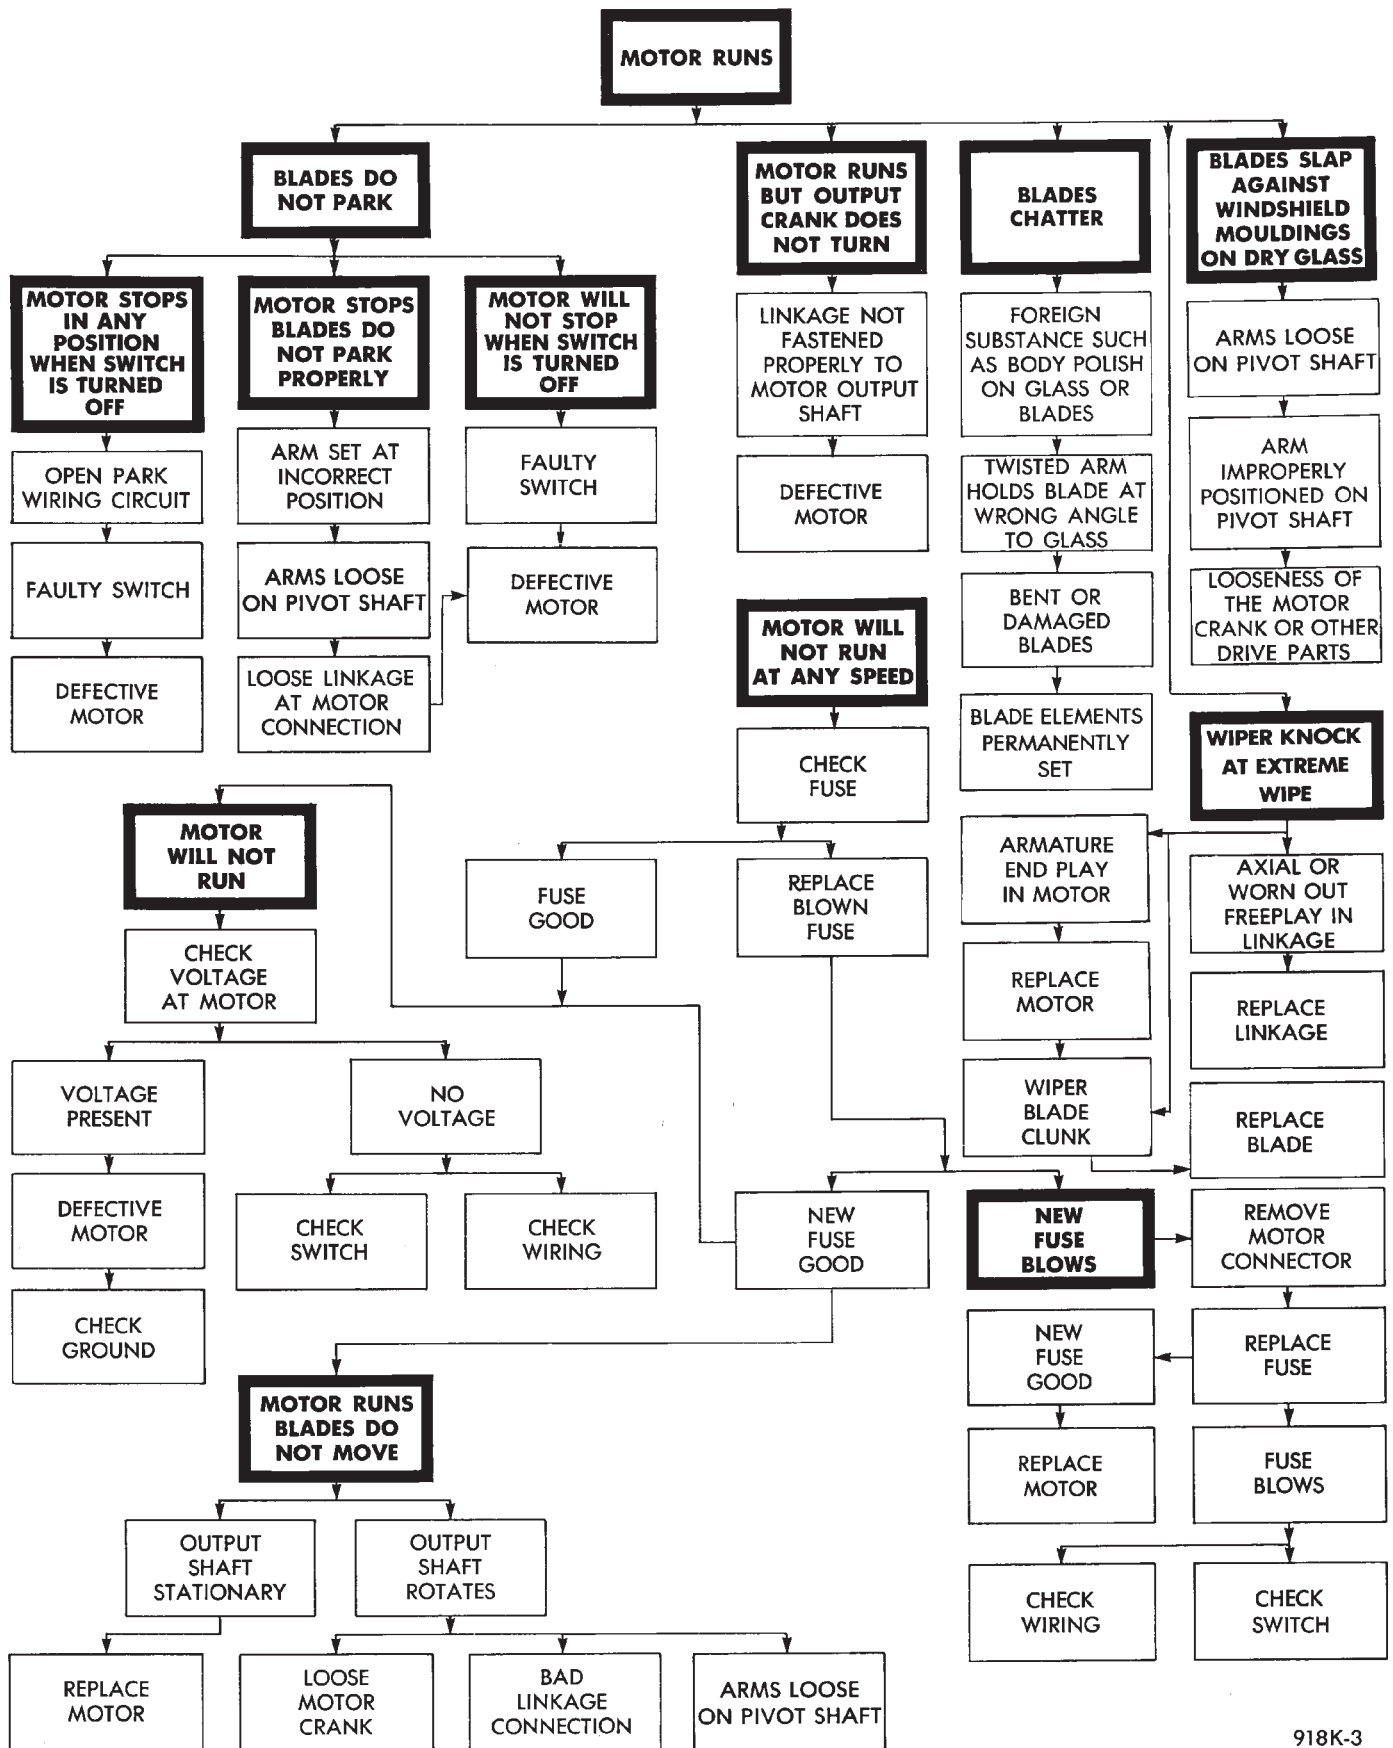 MOTOR RUNS
BLADES DO
NOT PARK
MOTOR RUNS
BUT OUTPUT
CRANK DOES
NOT TURN
BLADES
CHATTER
BLADES SLAP
AGAINST
WINDSHIELD
MOULDINGS
ON DRY GLASS
MOTOR STOPS
IN ANY
POSITION
WHEN SWITCH
IS TURNED
OFF
MOTOR STOPS
BLADES DO
NOT PARK
PROPERLY
MOTOR WILL
NOT STOP
WHEN SWITCH
IS TURNED
OFF
LINKAGE NOT
FASTENED
PROPERLY TO
MOTOR OUTPUT
SHAFT
FOREIGN
SUBSTANCE SUCH
AS BODY POLISH
ON GLASS OR
BLADES
ARMS LOOSE
ON PIVOT SHAFT
OPEN PARK
WIRING CIRCUIT
ARM SET AT
INCORRECT
POSITION
FAULTY
SWITCH
DEFECTIVE
MOTOR
TWISTED ARM
HOLDS BLADE AT
WRONG ANGLE
TO GLASS
ARM
IMPROPERLY
POSITIONED ON
PIVOT SHAFT
FAULTY SWITCH
ARMS LOOSE
ON PIVOT SHAFT
DEFECTIVE
MOTOR
MOTOR WILL
NOT RUN
AT ANY SPEED
BENT OR
DAMAGED
BLADES
LOOSENESS OF
THE MOTOR
CRANK OR OTHER
DRIVE PARTS
DEFECTIVE
MOTOR
LOOSE LINKAGE
AT MOTOR
CONNECTION
CHECK
FUSE
BLADE ELEMENTS
PERMANENTLY
SET
WIPER KNOCK
AT EXTREME
WIPE
MOTOR
WILL NOT
RUN
FUSE
GOOD
REPLACE
BLOWN
FUSE
ARMATURE
END PLAY
IN MOTOR
AXIAL OR
WORN OUT
FREEPLAY IN
LINKAGE
CHECK
VOLTAGE
AT MOTOR
REPLACE
MOTOR
REPLACE
LINKAGE
VOLTAGE
PRESENT
NO
VOLTAGE
WIPER
BLADE
CLUNK
REPLACE
BLADE
DEFECTIVE
MOTOR
CHECK
SWITCH
CHECK
WIRING
NEW
FUSE
GOOD
NEW
FUSE
BLOWS
REMOVE
MOTOR
CONNECTOR
CHECK
GROUND
NEW
FUSE
GOOD
REPLACE
FUSE
MOTOR RUNS
BLADES DO
NOT MOVE
REPLACE
MOTOR
FUSE
BLOWS
OUTPUT
SHAFT
STATIONARY
OUTPUT
SHAFT
ROTATES
CHECK
WIRING
CHECK
SWITCH
REPLACE
MOTOR
LOOSE
MOTOR
CRANK
BAD
LINKAGE
CONNECTION
ARMS LOOSE
ON PIVOT SHAFT
918K-3